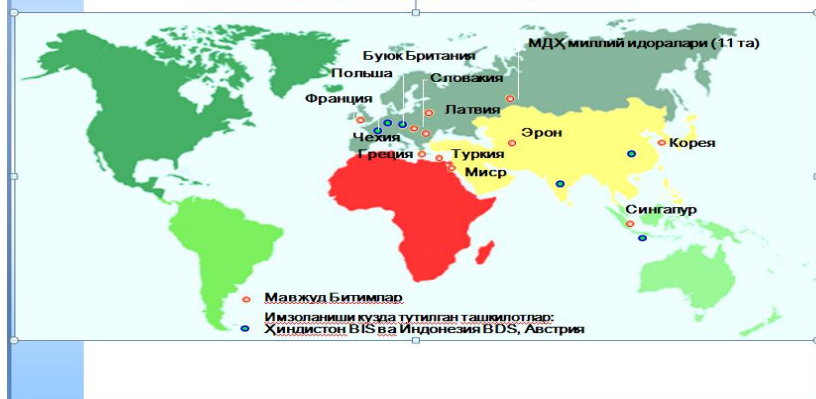 МДҲ миллий идоралари (11 та)
Буюк Британия
Польша
Словакия
Франция
Латвия
Чехия
Эрон
Корея
Греция
Туркия
Миср
Сингапур
Мавжуд Битимлар
Имзоланиши кузда тутилган ташкилотлар:
Ҳиндистон BIS ва Индонезия BDS, Австрия